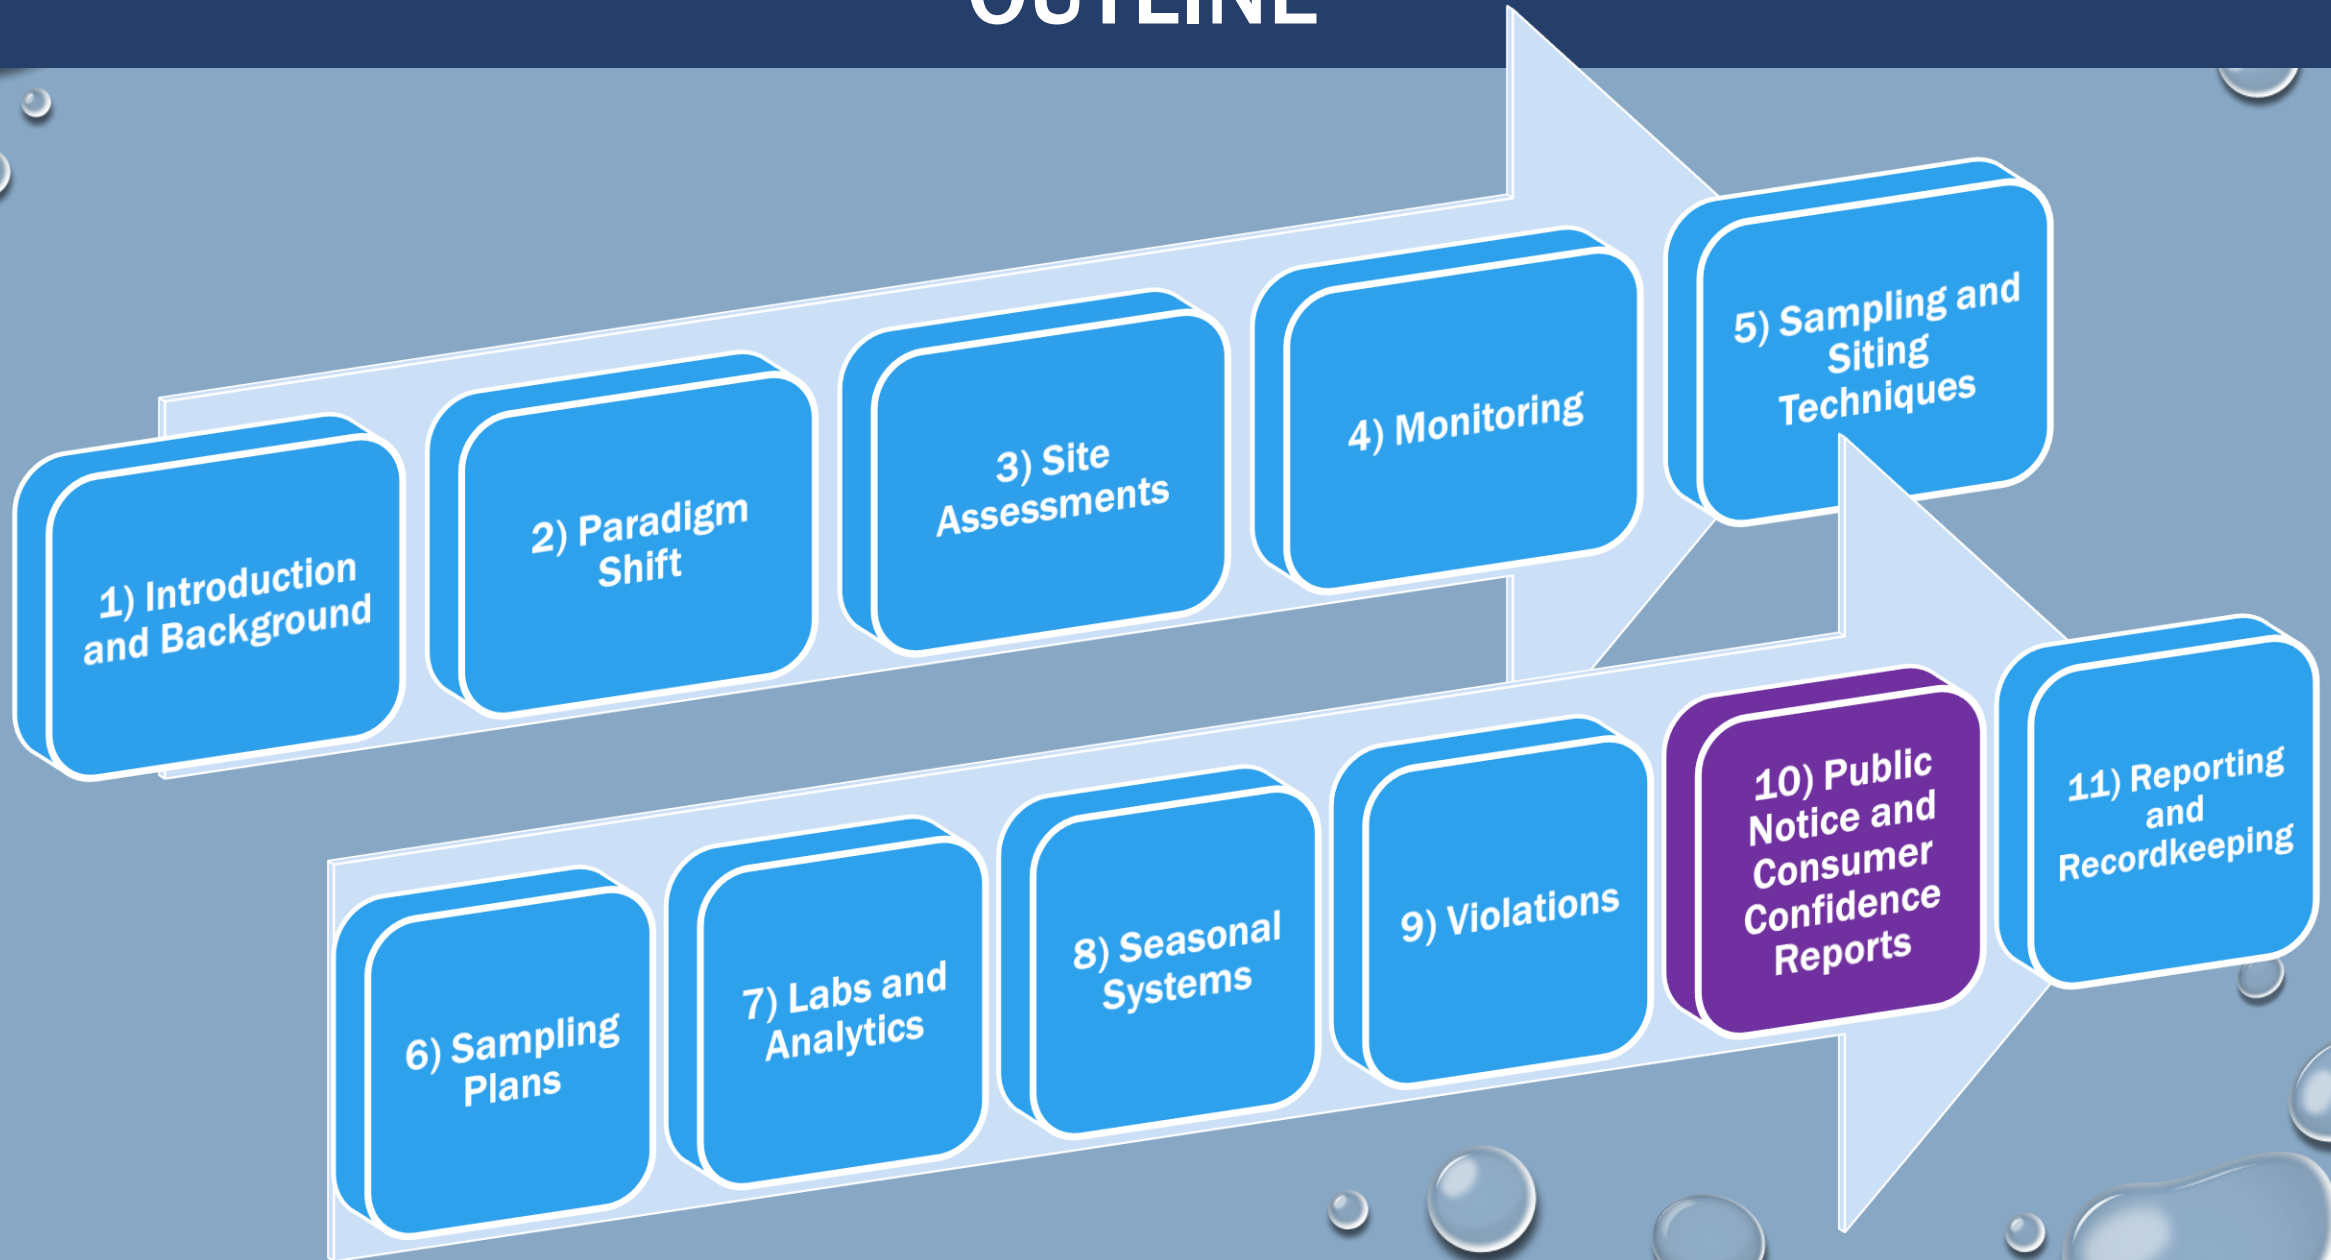 OUTLINE
1) Introduction
and Background
2) Paradigm
Shift
3) Site
Assessments
4) Monitoring
5) Sampling and
Siting
Techniques
6) Sampling
Plans
7) Labs and
Analytics
8) Seasonal
Systems
9) Violations
10) Public
Notice and
Consumer
Confidence
Reports
11) Reporting
and
Recordkeeping